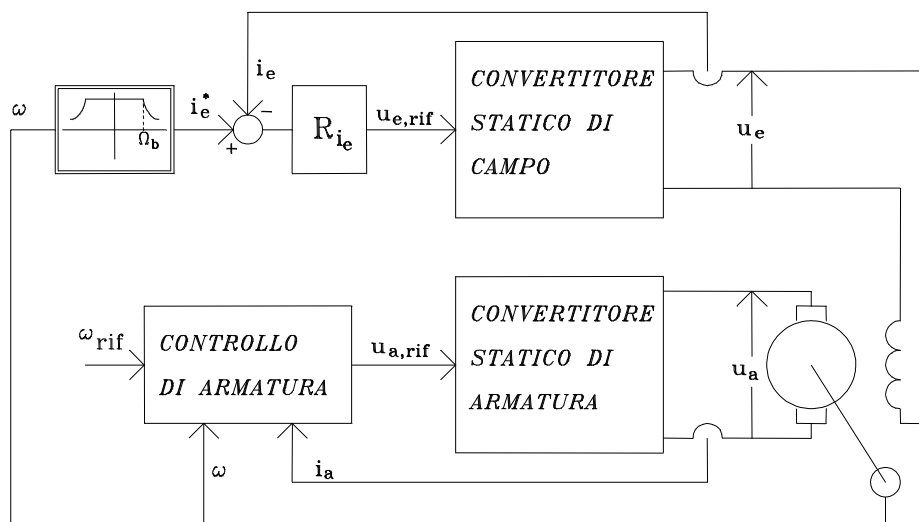 ω
Ω_b
i_e*
+
-
i_e
R_ie
u_e,rif
CONVERTITORE
STATICO DI
CAMPO
u_e
ω_rif
CONTROLLO
DI ARMATURA
u_a,rif
CONVERTITORE
STATICO DI
ARMATURA
u_a
ω
i_a